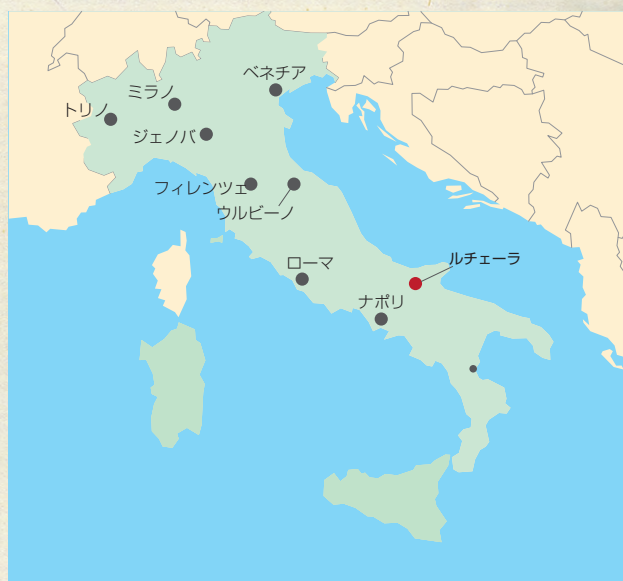 ベネチア
ミラノ
トリノ
ジェノバ
フィレンツェ
ウルビーノ
ローマ
ルチェーラ
ナポリ